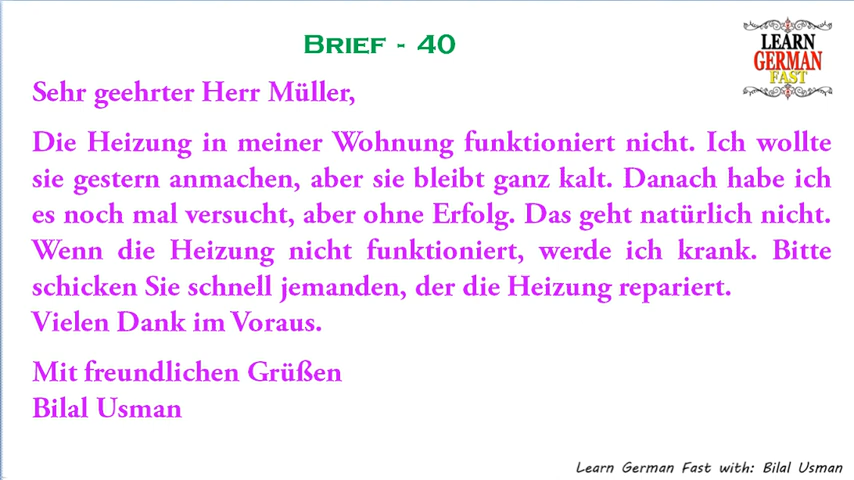 BRIEF - 40
LEARN
GERMAN
FAST
Sehr geehrter Herr Müller,
Die Heizung in meiner Wohnung funktioniert nicht. Ich wollte
sie gestern anmachen, aber sie bleibt ganz kalt. Danach habe ich
es noch mal versucht, aber ohne Erfolg. Das geht natürlich nicht.
Wenn die Heizung nicht funktioniert, werde ich krank. Bitte
schicken Sie schnell jemanden, der die Heizung repariert.
Vielen Dank im Voraus.
Mit freundlichen Grüßen
Bilal Usman
Learn German Fast with: Bilal Usman